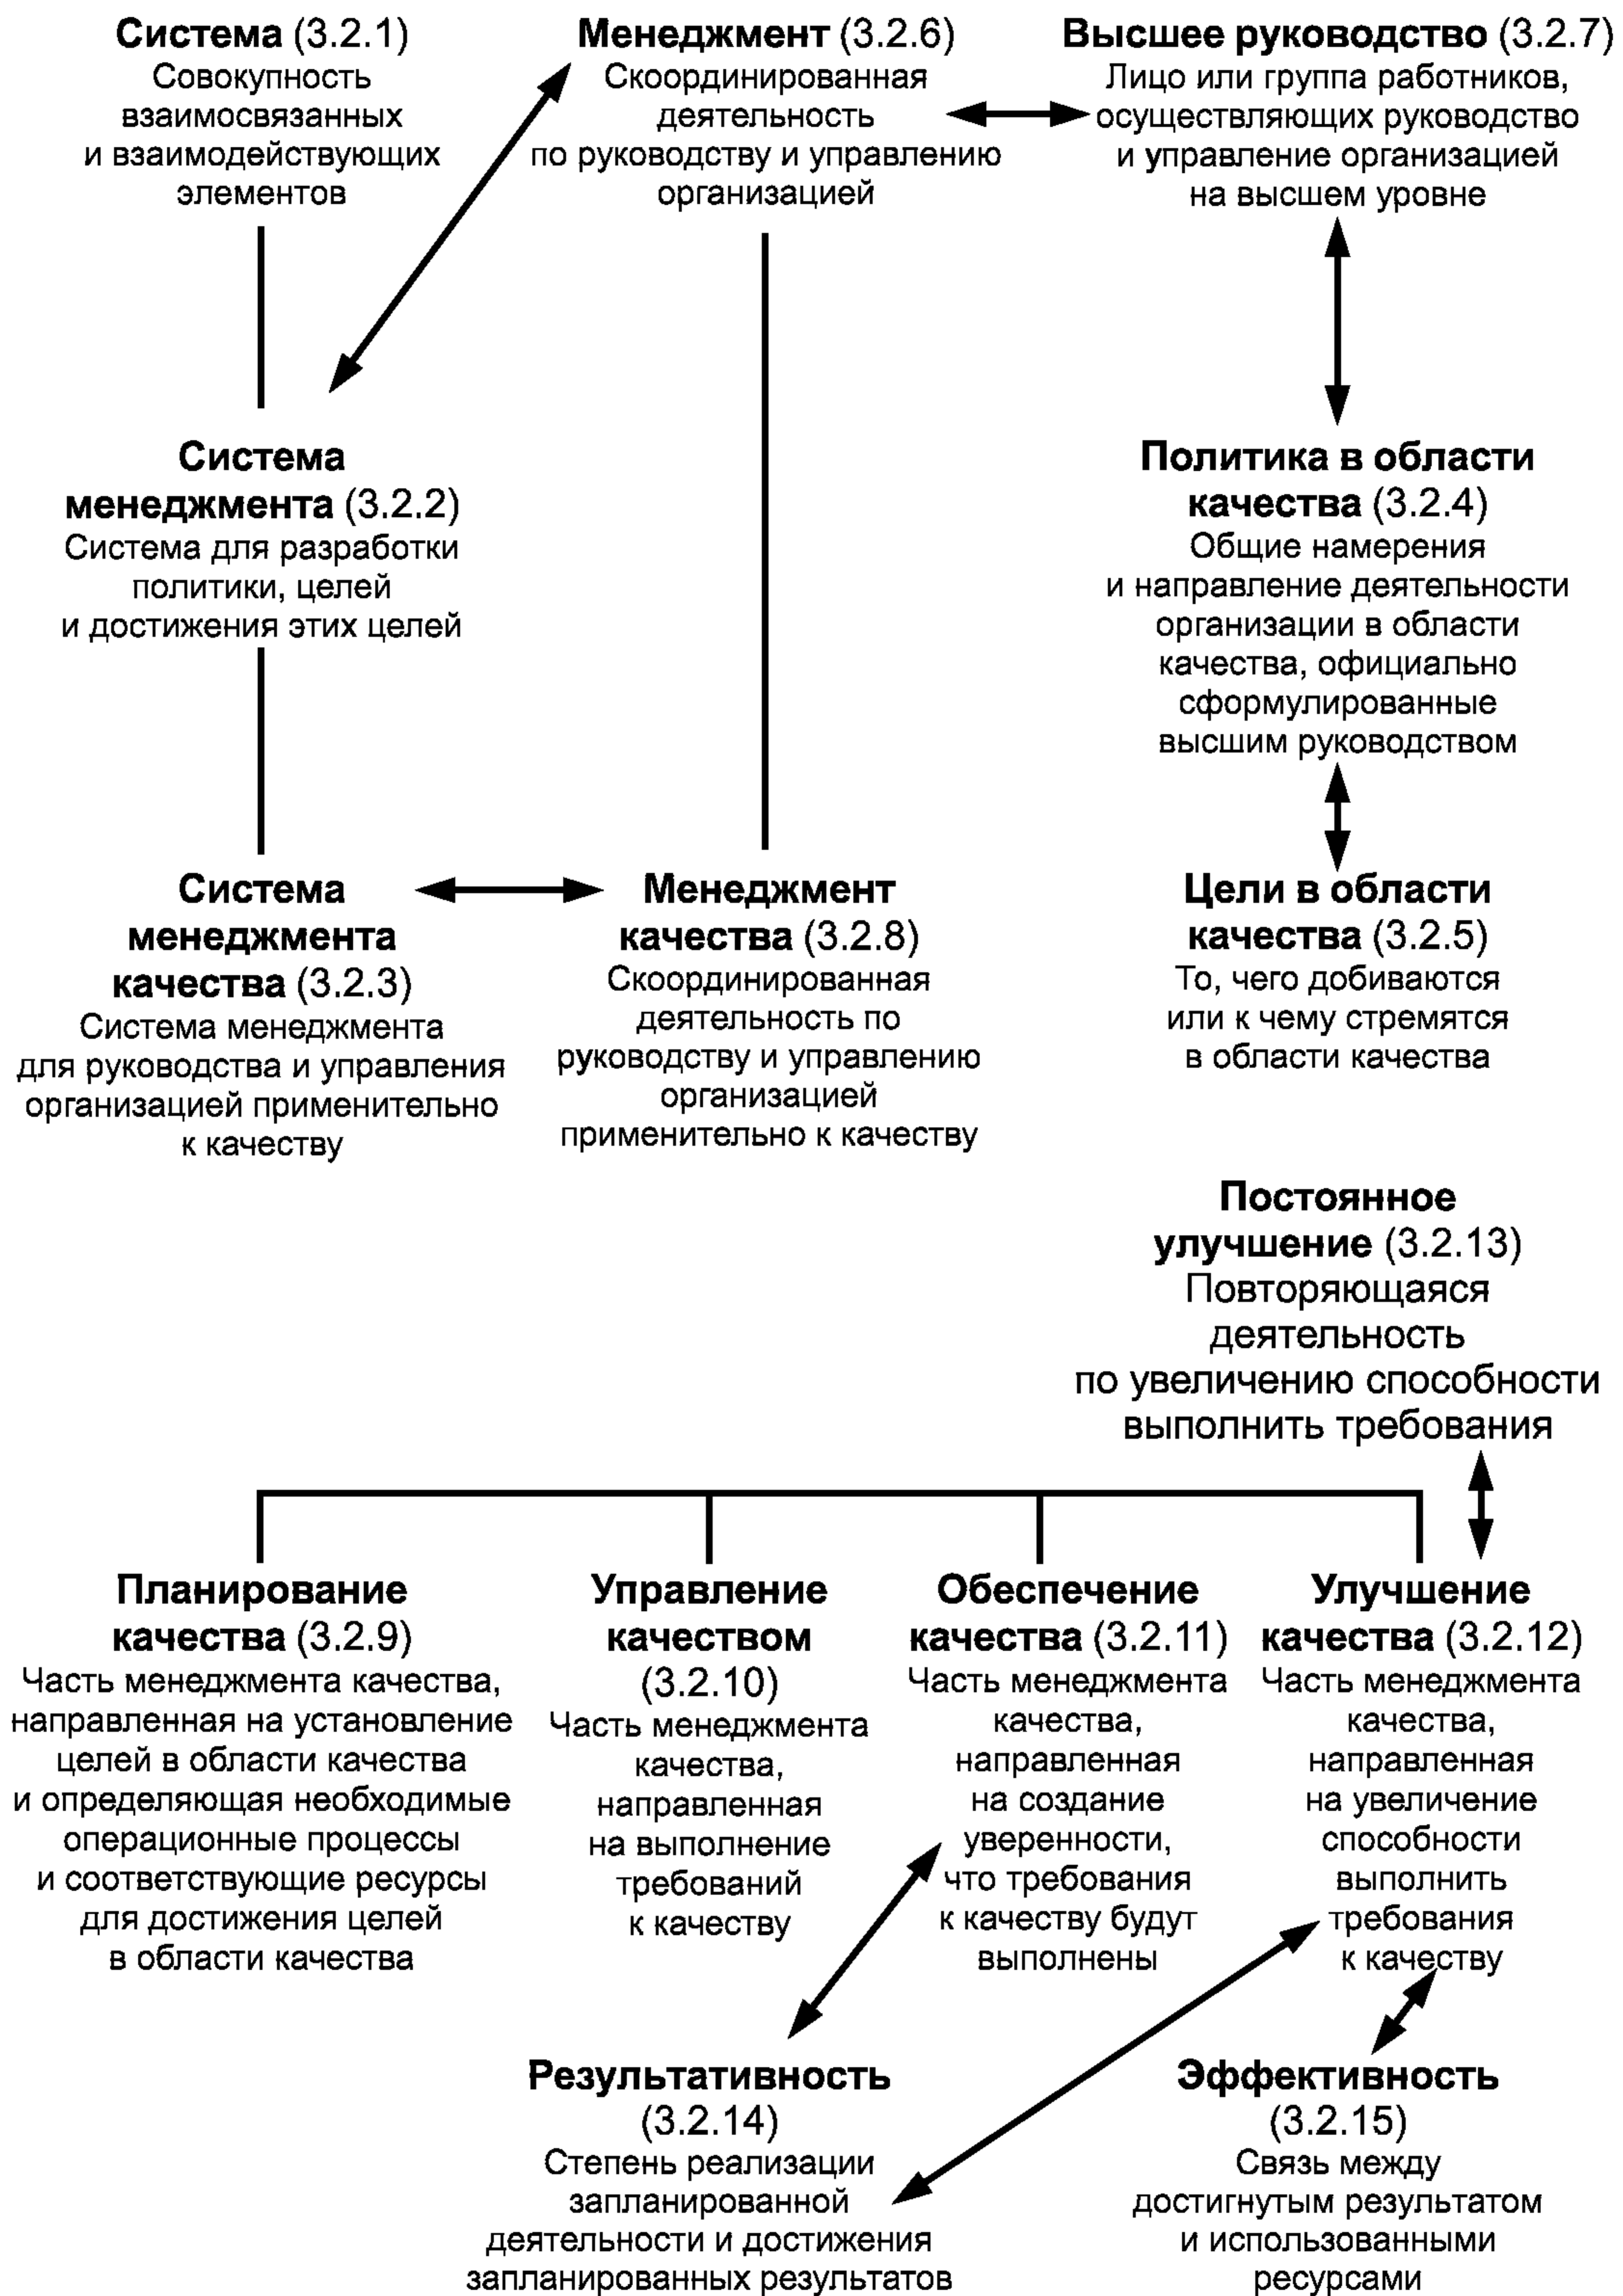 Система (3.2.1)
Совокупность
взаимосвязанных
и взаимодействующих
элементов
Менеджмент (3.2.6)
Скоординированная
деятельность
по руководству и управлению
организацией
Высшее руководство (3.2.7)
Лицо или группа работников,
осуществляющих руководство
и управление организацией
на высшем уровне
Система
менеджмента (3.2.2)
Система для разработки
политики, целей
и достижения этих целей
Политика в области
качества (3.2.4)
Общие намерения
и направление деятельности
организации в области
качества, официально
сформулированные
высшим руководством
Система
менеджмента
качества (3.2.3)
Система менеджмента
для руководства и управления
организацией применительно
к качеству
Менеджмент
качества (3.2.8)
Скоординированная
деятельность по
руководству и управлению
организацией
применительно к качеству
Цели в области
качества (3.2.5)
То, чего добиваются
или к чему стремятся
в области качества
Постоянное
улучшение (3.2.13)
Повторяющаяся
деятельность
по увеличению способности
выполнить требования
Планирование
качества (3.2.9)
Часть менеджмента качества,
направленная на установление
целей в области качества
и определяющая необходимые
операционные процессы
и соответствующие ресурсы
для достижения целей
в области качества
Управление
качеством
(3.2.10)
Часть менеджмента
качества,
направленная
на выполнение
требований
к качеству
Обеспечение
качества (3.2.11)
Часть менеджмента
качества,
направленная
на создание
уверенности,
что требования
к качеству будут
выполнены
Улучшение
качества (3.2.12)
Часть менеджмента
качества,
направленная
на увеличение
способности
выполнить
требования
к качеству
Результативность
(3.2.14)
Степень реализации
запланированной
деятельности и достижения
запланированных результатов
Эффективность
(3.2.15)
Связь между
достигнутым результатом
и использованными
ресурсами